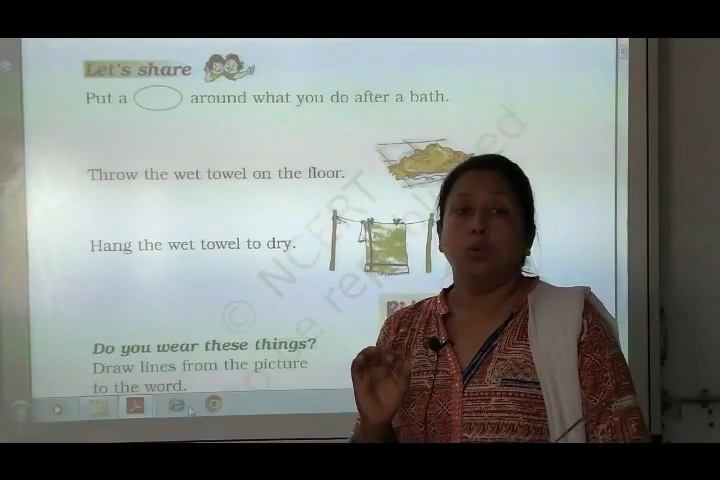 Let's share
Put a around what you do after a bath.
Throw the wet towel on the floor.
Hang the wet towel to dry.
Do you wear these things?
Draw lines from the picture
to the word.
© NCERT